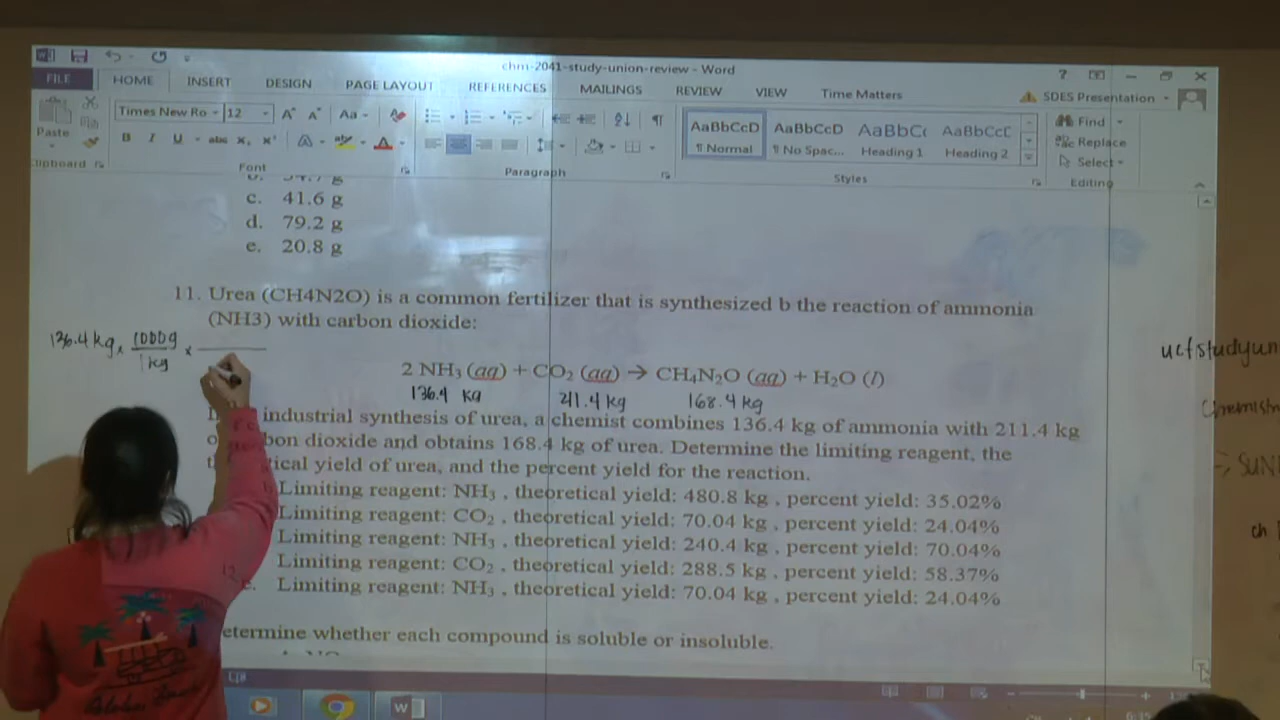 chm-2041-study-union-review - Word
FILE HOME INSERT DESIGN PAGE LAYOUT REFERENCES MAILINGS REVIEW VIEW Time Matters SDES Presentation
Times New Ro 12 Aa
Paste
B I U abc
AaBbCcD AaBbCcD AaBbC AaBbCcC
¶ Normal ¶ No Spac... Heading 1 Heading 2
Find
Replace
Select
Clipboard Font Paragraph Styles Editing
c. 41.6 g
d. 79.2 g
e. 20.8 g
11. Urea (CH4N2O) is a common fertilizer that is synthesized b the reaction of ammonia
(NH3) with carbon dioxide:
136.4 kg x 1000g x
1 kg
2 NH₃ (aq) + CO₂ (aq) → CH₄N₂O (aq) + H₂O (l)
136.4 kg 211.4 kg 168.4 kg
industrial synthesis of urea, a chemist combines 136.4 kg of ammonia with 211.4 kg
dioxide and obtains 168.4 kg of urea. Determine the limiting reagent, the
yield of urea, and the percent yield for the reaction.
Limiting reagent: NH₃ , theoretical yield: 480.8 kg , percent yield: 35.02%
Limiting reagent: CO₂ , theoretical yield: 70.04 kg , percent yield: 24.04%
Limiting reagent: NH₃ , theoretical yield: 240.4 kg , percent yield: 70.04%
Limiting reagent: CO₂ , theoretical yield: 288.5 kg , percent yield: 58.37%
Limiting reagent: NH₃ , theoretical yield: 70.04 kg , percent yield: 24.04%
etermine whether each compound is soluble or insoluble.
ucfstudyun
Chemist
ch